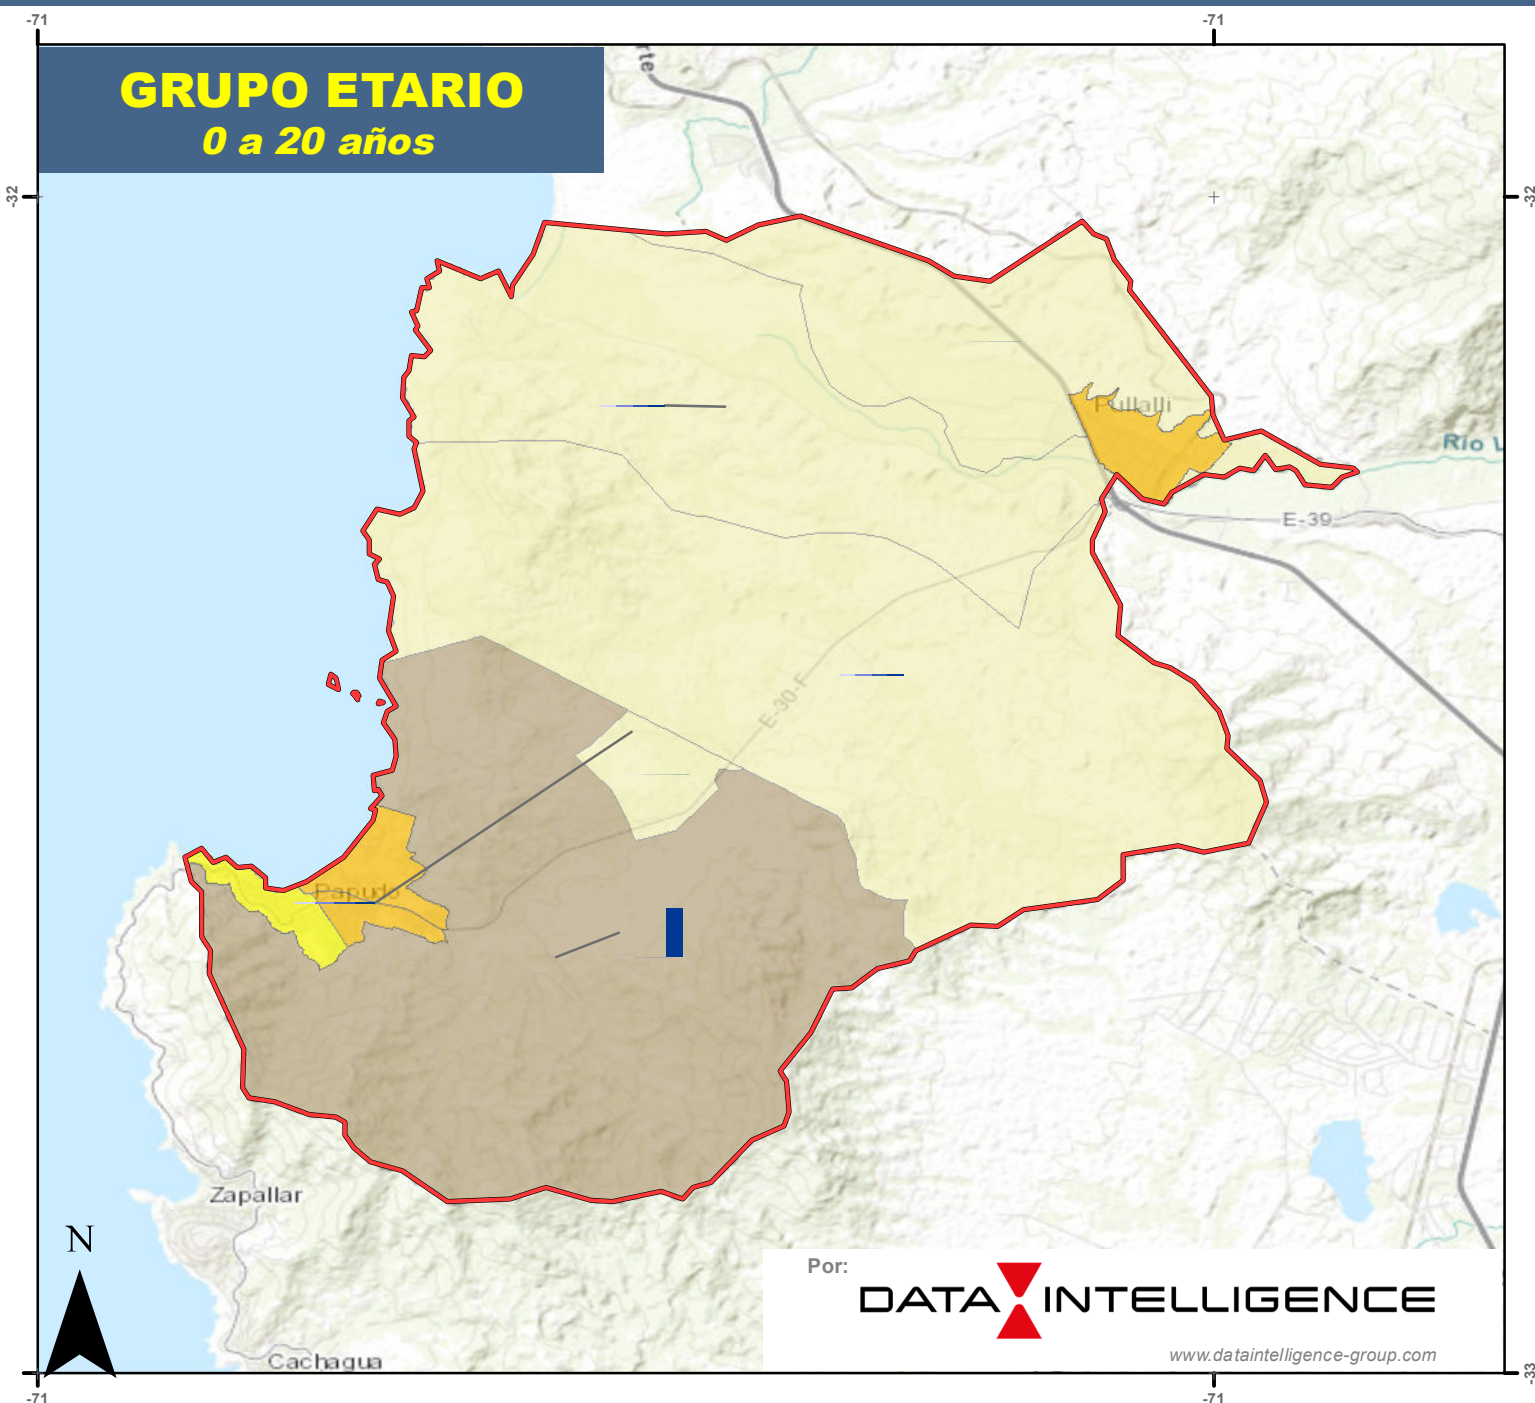 -71
-71
GRUPO ETARIO
0 a 20 años
rte
-32
-32
Pullalli
Río L
E-39
E-30-F
Papudo
Zapallar
N
Cachagua
Por:
DATA INTELLIGENCE
www.dataintelligence-group.com
-33
-71
-71